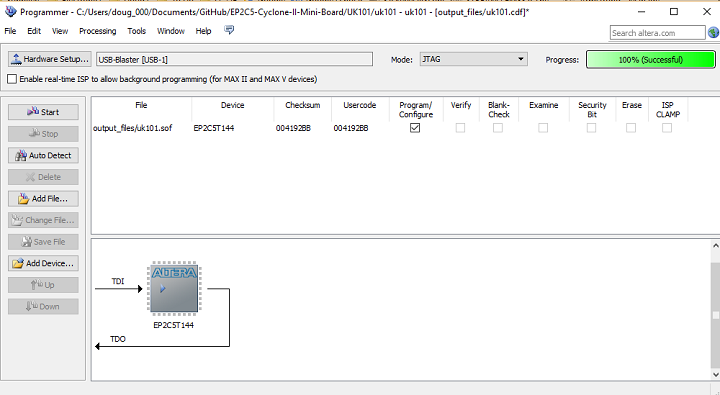 Programmer - C:/Users/doug_000/Documents/GitHub/EP2C5-Cyclone-II-Mini-Board/UK101/uk101 - uk101 - [output_files/uk101.cdf]*
File Edit View Processing Tools Window Help
Search altera.com
Hardware Setup... USB-Blaster [USB-1] Mode: JTAG Progress: 100% (Successful)
Enable real-time ISP to allow background programming (for MAX II and MAX V devices)
Start
Stop
Auto Detect
Delete
Add File...
Change File...
Save File
Add Device...
Up
Down
File Device Checksum Usercode Program/ Verify Blank- Examine Security Erase ISP
Configure Check Bit CLAMP
output_files/uk101.sof EP2C5T144 004192BB 004192BB
ALTERA
TDI
EP2C5T144
TDO